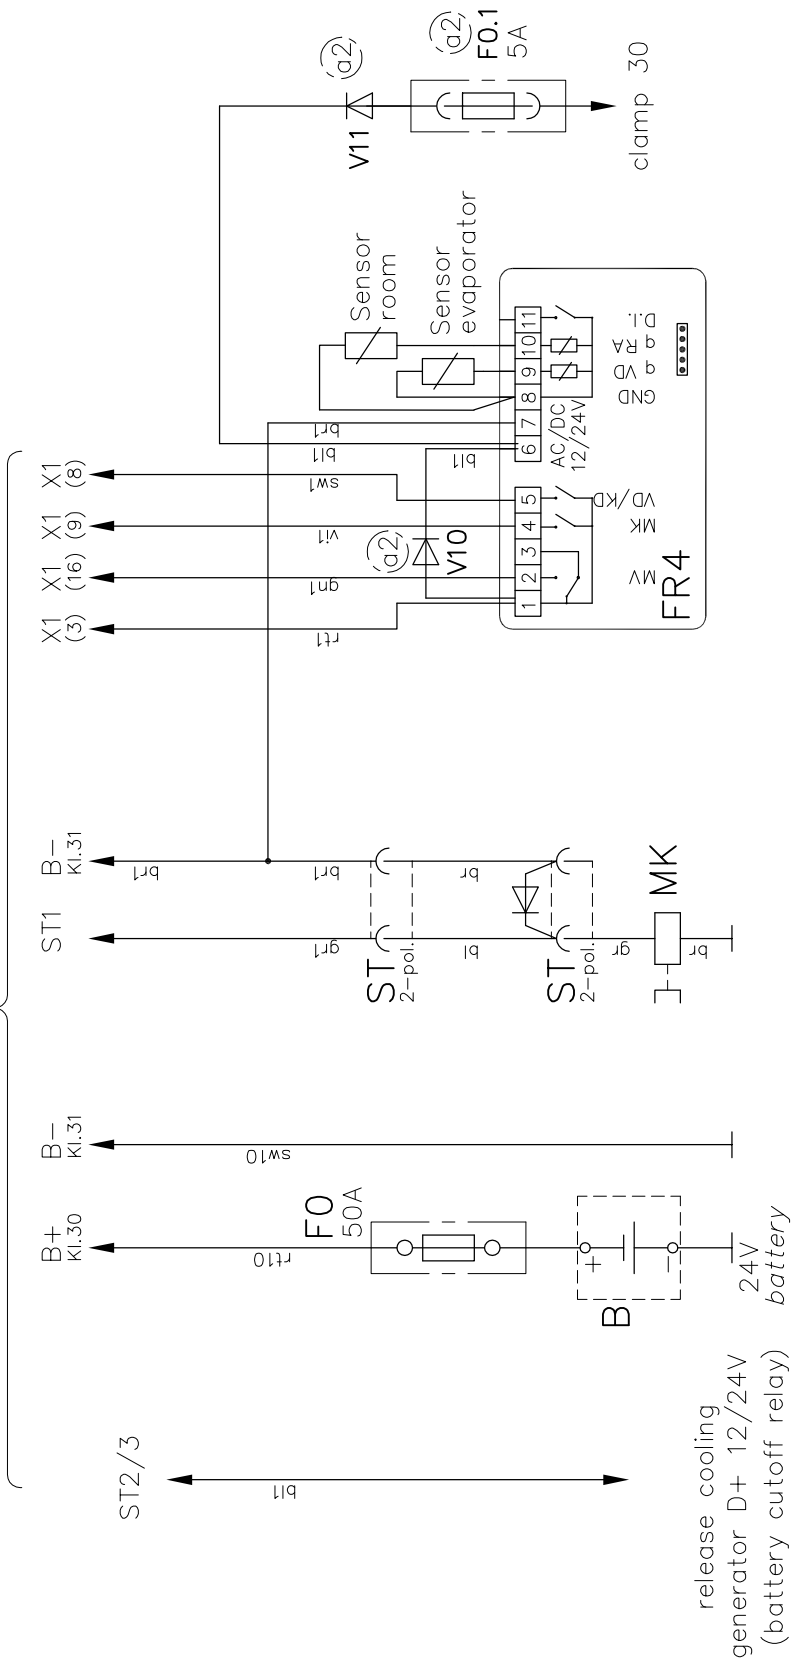 X1
(3)
X1
(16)
X1
(9)
X1
(8)
B-
Kl.31
ST1
B-
Kl.31
B+
Kl.30
ST2/3
rt1
gn1
vi1
sw1
bl1
br1
bl1
(a2)
V10
V11
(a2)
(a2)
F0.1
5A
clamp 30
Sensor
room
Sensor
evaporator
1
2
3
4
5
6
7
8
9
10
11
AC/DC
12/24V
MV
MK
VD/KD
GND
q VD
q RA
D.I.
FR4
br1
br1
gr1
ST
2-pol.
br
bl
ST
2-pol.
gr
br
MK
sw10
rt10
F0
50A
+
-
B
24V
battery
bl1
release cooling
generator D+ 12/24V
(battery cutoff relay)